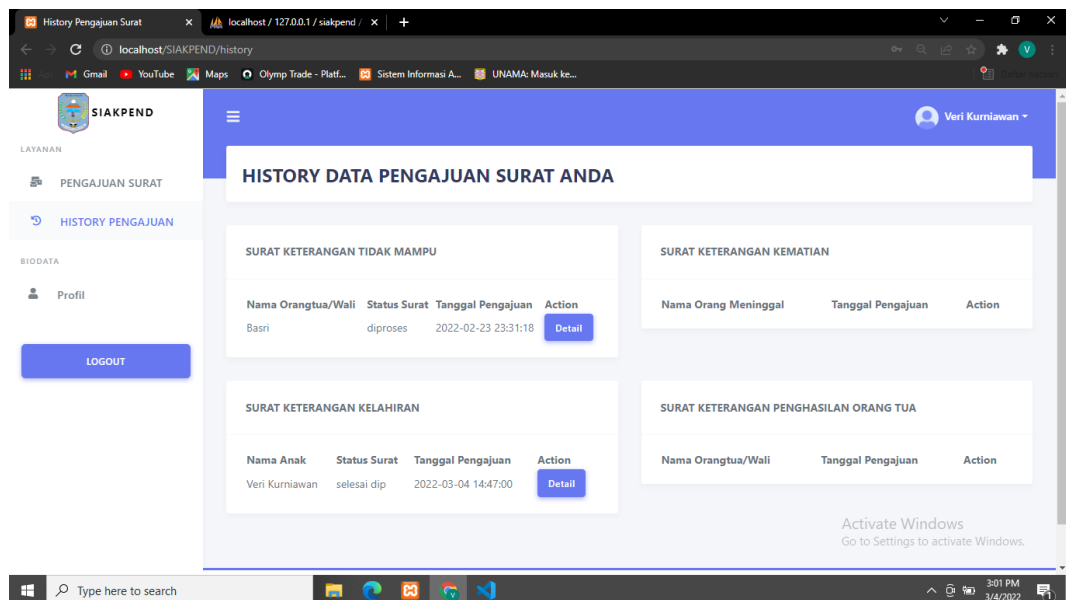 History Pengajuan Surat
localhost / 127.0.0.1 / siakpend /
localhost/SIAKPEND/history
Gmail YouTube Maps Olymp Trade - Platf... Sistem Informasi A... UNAMA: Masuk ke...
SIAKPEND
Veri Kurniawan
LAYANAN
PENGAJUAN SURAT
HISTORY PENGAJUAN
BIODATA
Profil
LOGOUT
HISTORY DATA PENGAJUAN SURAT ANDA
SURAT KETERANGAN TIDAK MAMPU
Nama Orangtua/Wali Status Surat Tanggal Pengajuan Action
Basri diproses 2022-02-23 23:31:18 Detail
SURAT KETERANGAN KEMATIAN
Nama Orang Meninggal Tanggal Pengajuan Action
SURAT KETERANGAN KELAHIRAN
Nama Anak Status Surat Tanggal Pengajuan Action
Veri Kurniawan selesai dip 2022-03-04 14:47:00 Detail
SURAT KETERANGAN PENGHASILAN ORANG TUA
Nama Orangtua/Wali Tanggal Pengajuan Action
Activate Windows
Go to Settings to activate Windows.
Type here to search
3:01 PM
3/4/2022